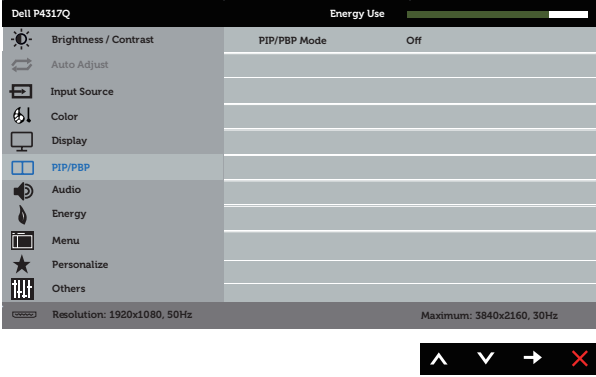 Dell P4317Q Energy Use
Brightness / Contrast PIP/PBP Mode Off
Auto Adjust
Input Source
Color
Display
PIP/PBP
Audio
Energy
Menu
Personalize
Others
Resolution: 1920x1080, 50Hz Maximum: 3840x2160, 30Hz